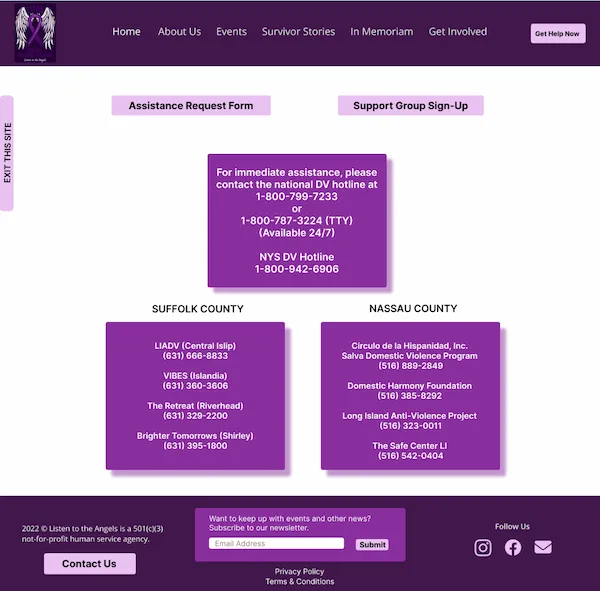 Listen to the Angels
Home
About Us
Events
Survivor Stories
In Memoriam
Get Involved
Get Help Now
EXIT THIS SITE
Assistance Request Form
Support Group Sign-Up
For immediate assistance, please
contact the national DV hotline at
1-800-799-7233
or
1-800-787-3224 (TTY)
(Available 24/7)
NYS DV Hotline
1-800-942-6906
SUFFOLK COUNTY
LIADV (Central Islip)
(631) 666-8833
VIBES (Islandia)
(631) 360-3606
The Retreat (Riverhead)
(631) 329-2200
Brighter Tomorrows (Shirley)
(631) 395-1800
NASSAU COUNTY
Circulo de la Hispanidad, Inc.
Salva Domestic Violence Program
(516) 889-2849
Domestic Harmony Foundation
(516) 385-8292
Long Island Anti-Violence Project
(516) 323-0011
The Safe Center LI
(516) 542-0404
2022 © Listen to the Angels is a 501(c)(3)
not-for-profit human service agency.
Contact Us
Want to keep up with events and other news?
Subscribe to our newsletter.
Email Address
Submit
Privacy Policy
Terms & Conditions
Follow Us